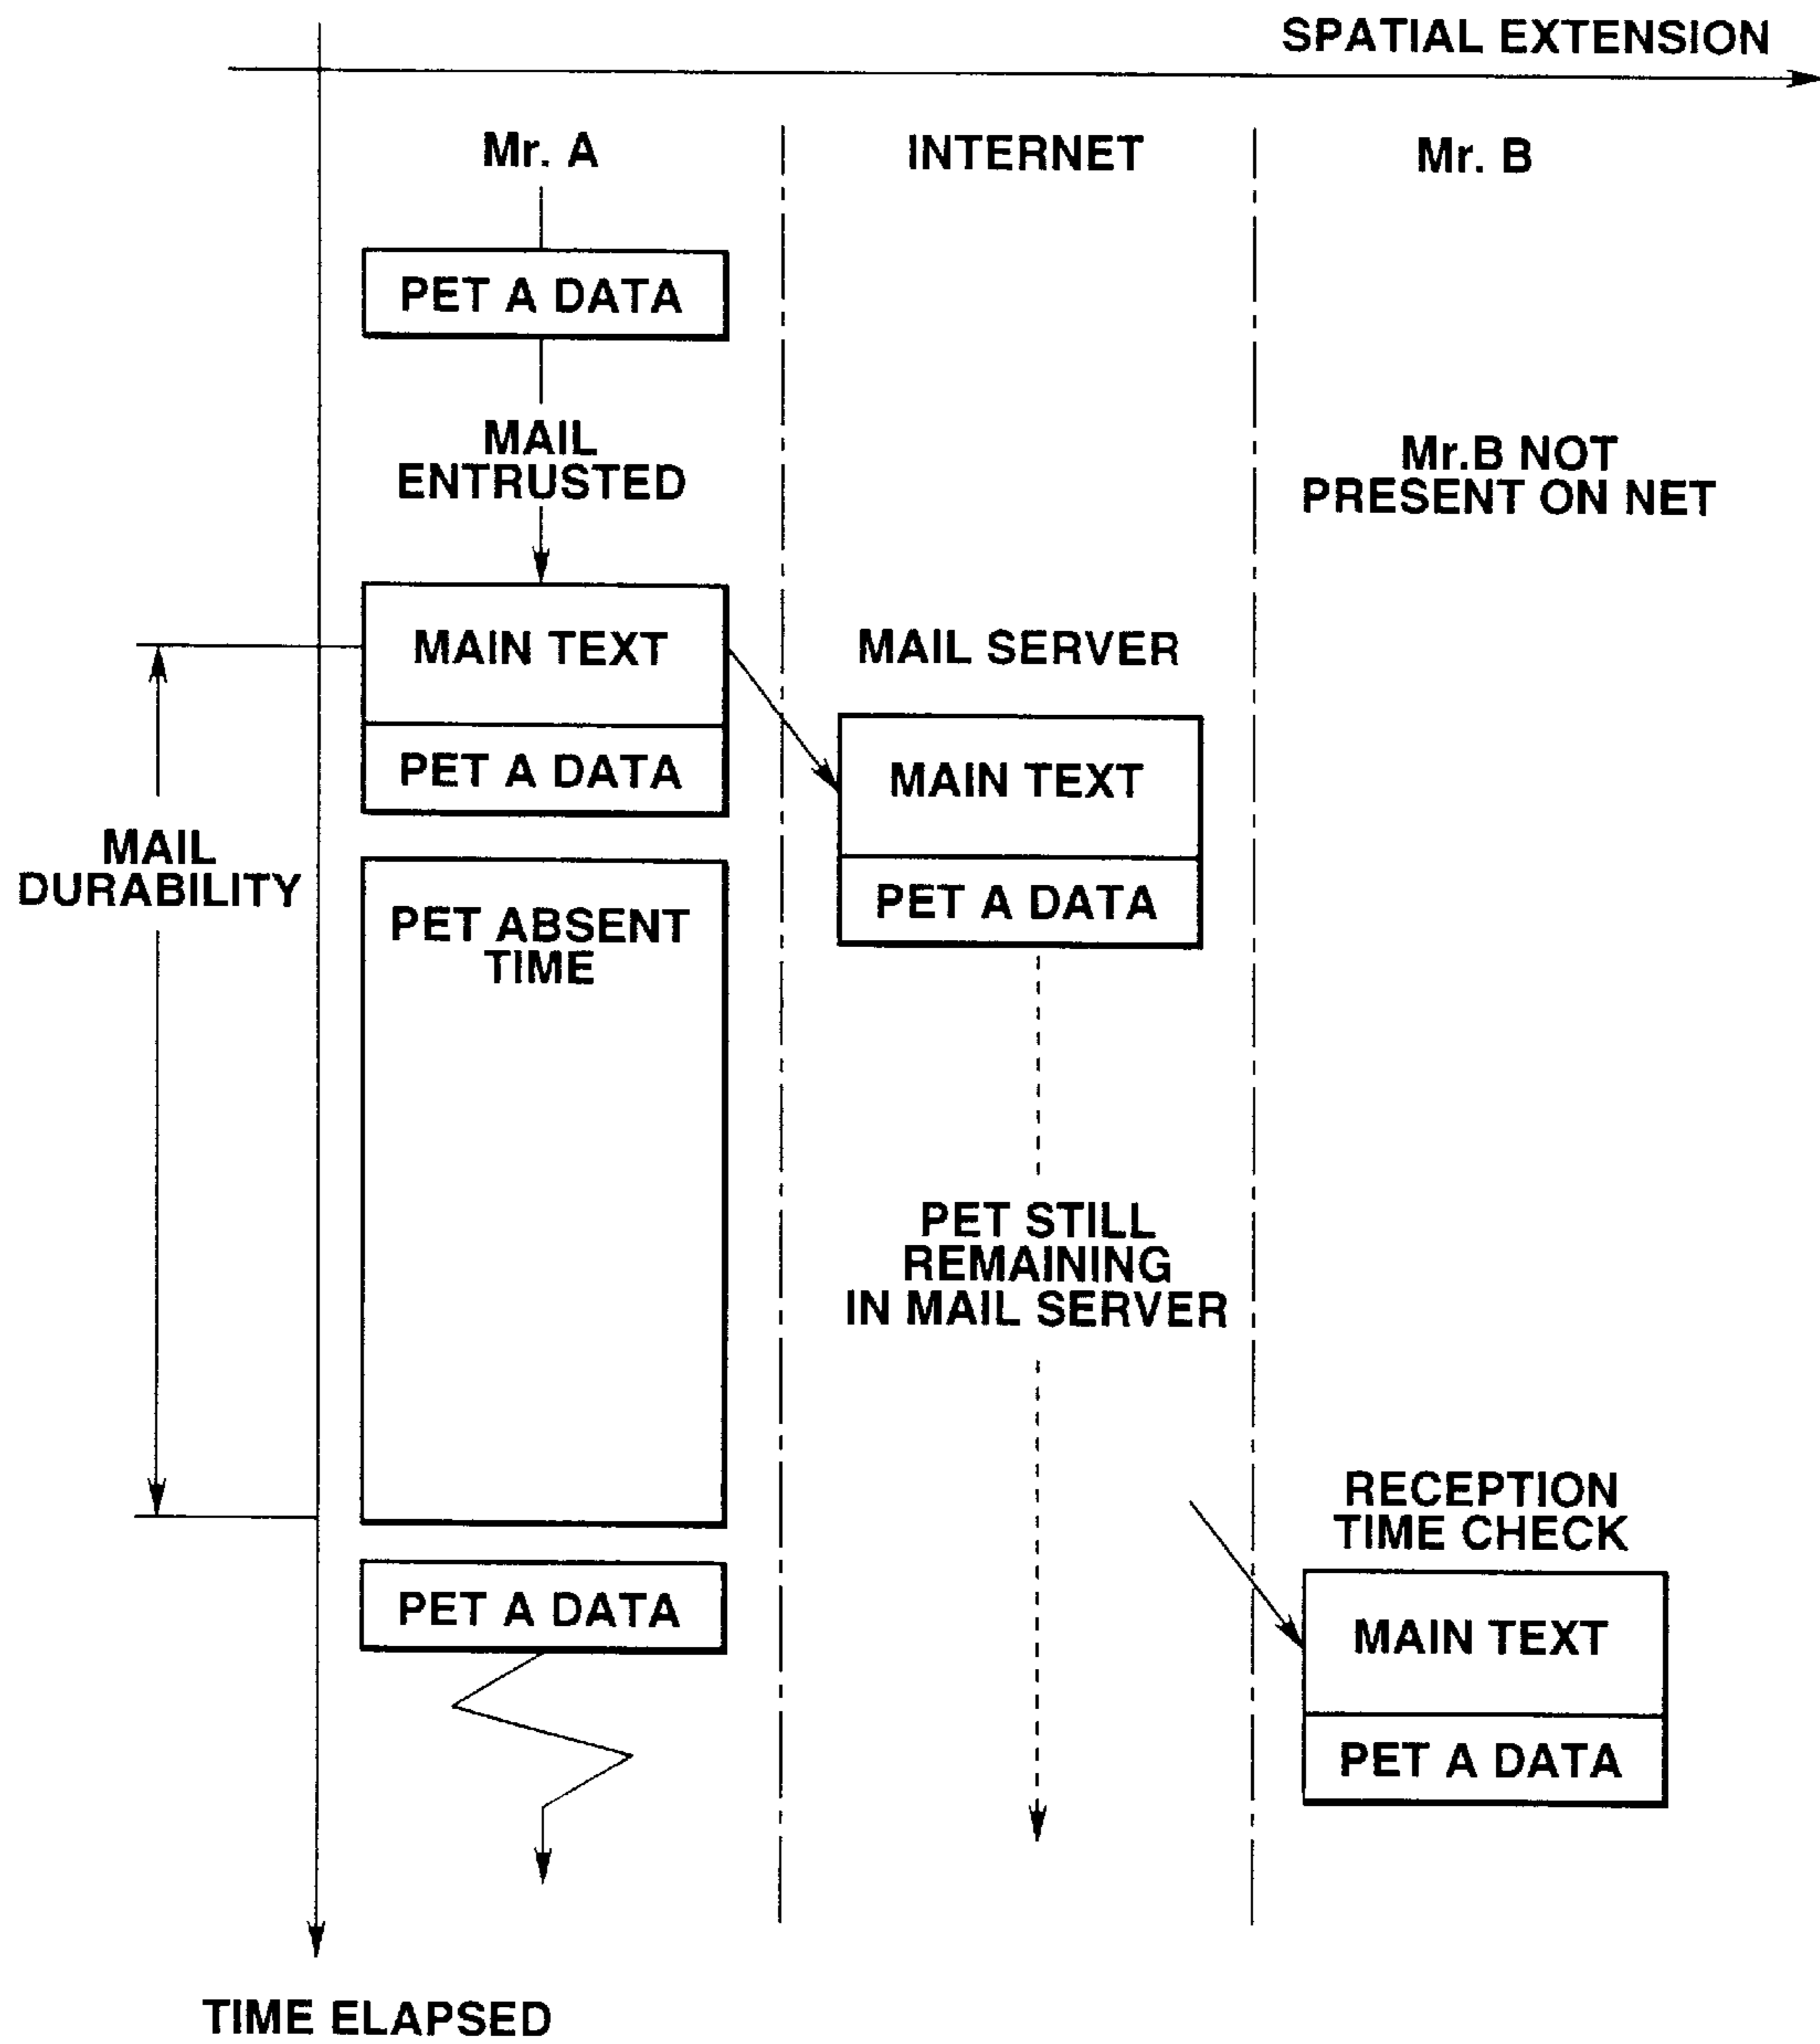 SPATIAL EXTENSION
Mr. A
INTERNET
Mr. B
PET A DATA
MAIL
ENTRUSTED
Mr.B NOT
PRESENT ON NET
MAIN TEXT
PET A DATA
MAIL SERVER
MAIN TEXT
PET A DATA
MAIL
DURABILITY
PET ABSENT
TIME
PET STILL
REMAINING
IN MAIL SERVER
RECEPTION
TIME CHECK
PET A DATA
MAIN TEXT
PET A DATA
TIME ELAPSED